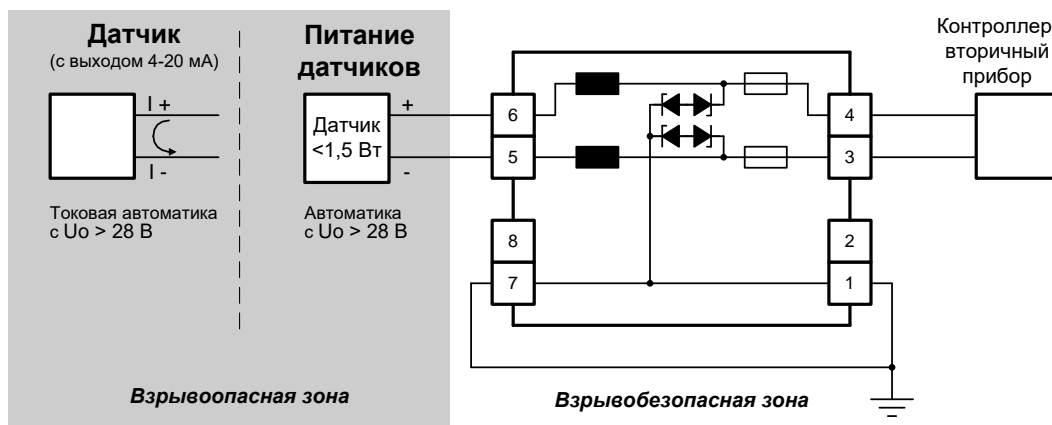 Датчик
(с выходом 4-20 мА)
I +
I -
Токовая автоматика
с Uo > 28 В
Питание
датчиков
+
Датчик
<1,5 Вт
-
Автоматика
с Uo > 28 В
Взрывоопасная зона
6
5
8
7
4
3
2
1
Взрывобезопасная зона
Контроллер
вторичный
прибор